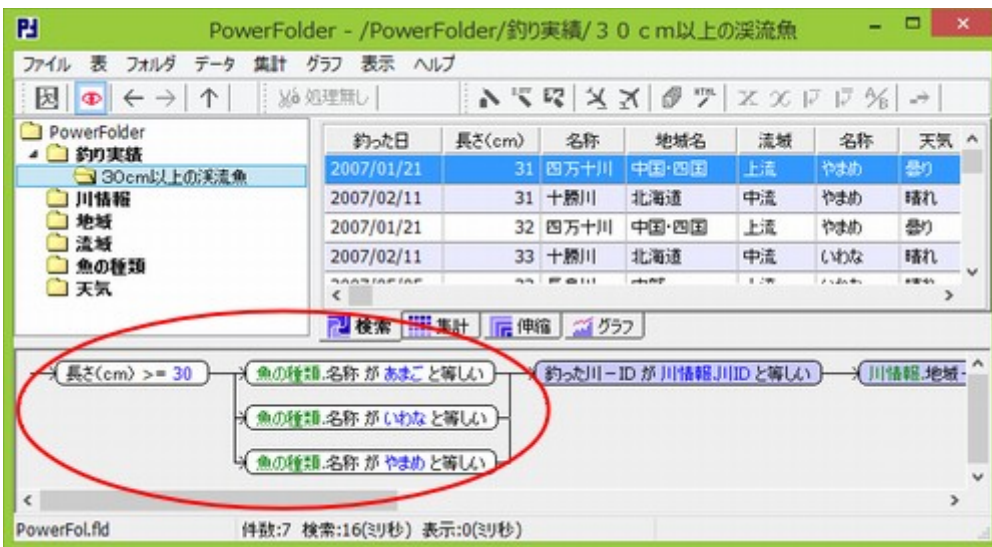 PowerFolder - /PowerFolder/釣り実績/３０ｃｍ以上の渓流魚
ファイル 表 フォルダ データ 集計 グラフ 表示 ヘルプ
処理無し
PowerFolder
釣り実績
30cm以上の渓流魚
川情報
地域
流域
魚の種類
天気
釣った日 長さ(cm) 名称 地域名 流域 名称 天気
2007/01/21 31 四万十川 中国・四国 上流 やまめ 曇り
2007/02/11 31 十勝川 北海道 中流 やまめ 晴れ
2007/01/21 32 四万十川 中国・四国 上流 やまめ 曇り
2007/02/11 33 十勝川 北海道 中流 いわな 晴れ
検索 集計 伸縮 グラフ
長さ(cm) >= 30 魚の種類.名称 が あまご と等しい 釣った川－ID が 川情報.川ID と等しい 川情報.地域
魚の種類.名称 が いわな と等しい
魚の種類.名称 が やまめ と等しい
PowerFol.fld 件数:7 検索:16(ミリ秒) 表示:0(ミリ秒)